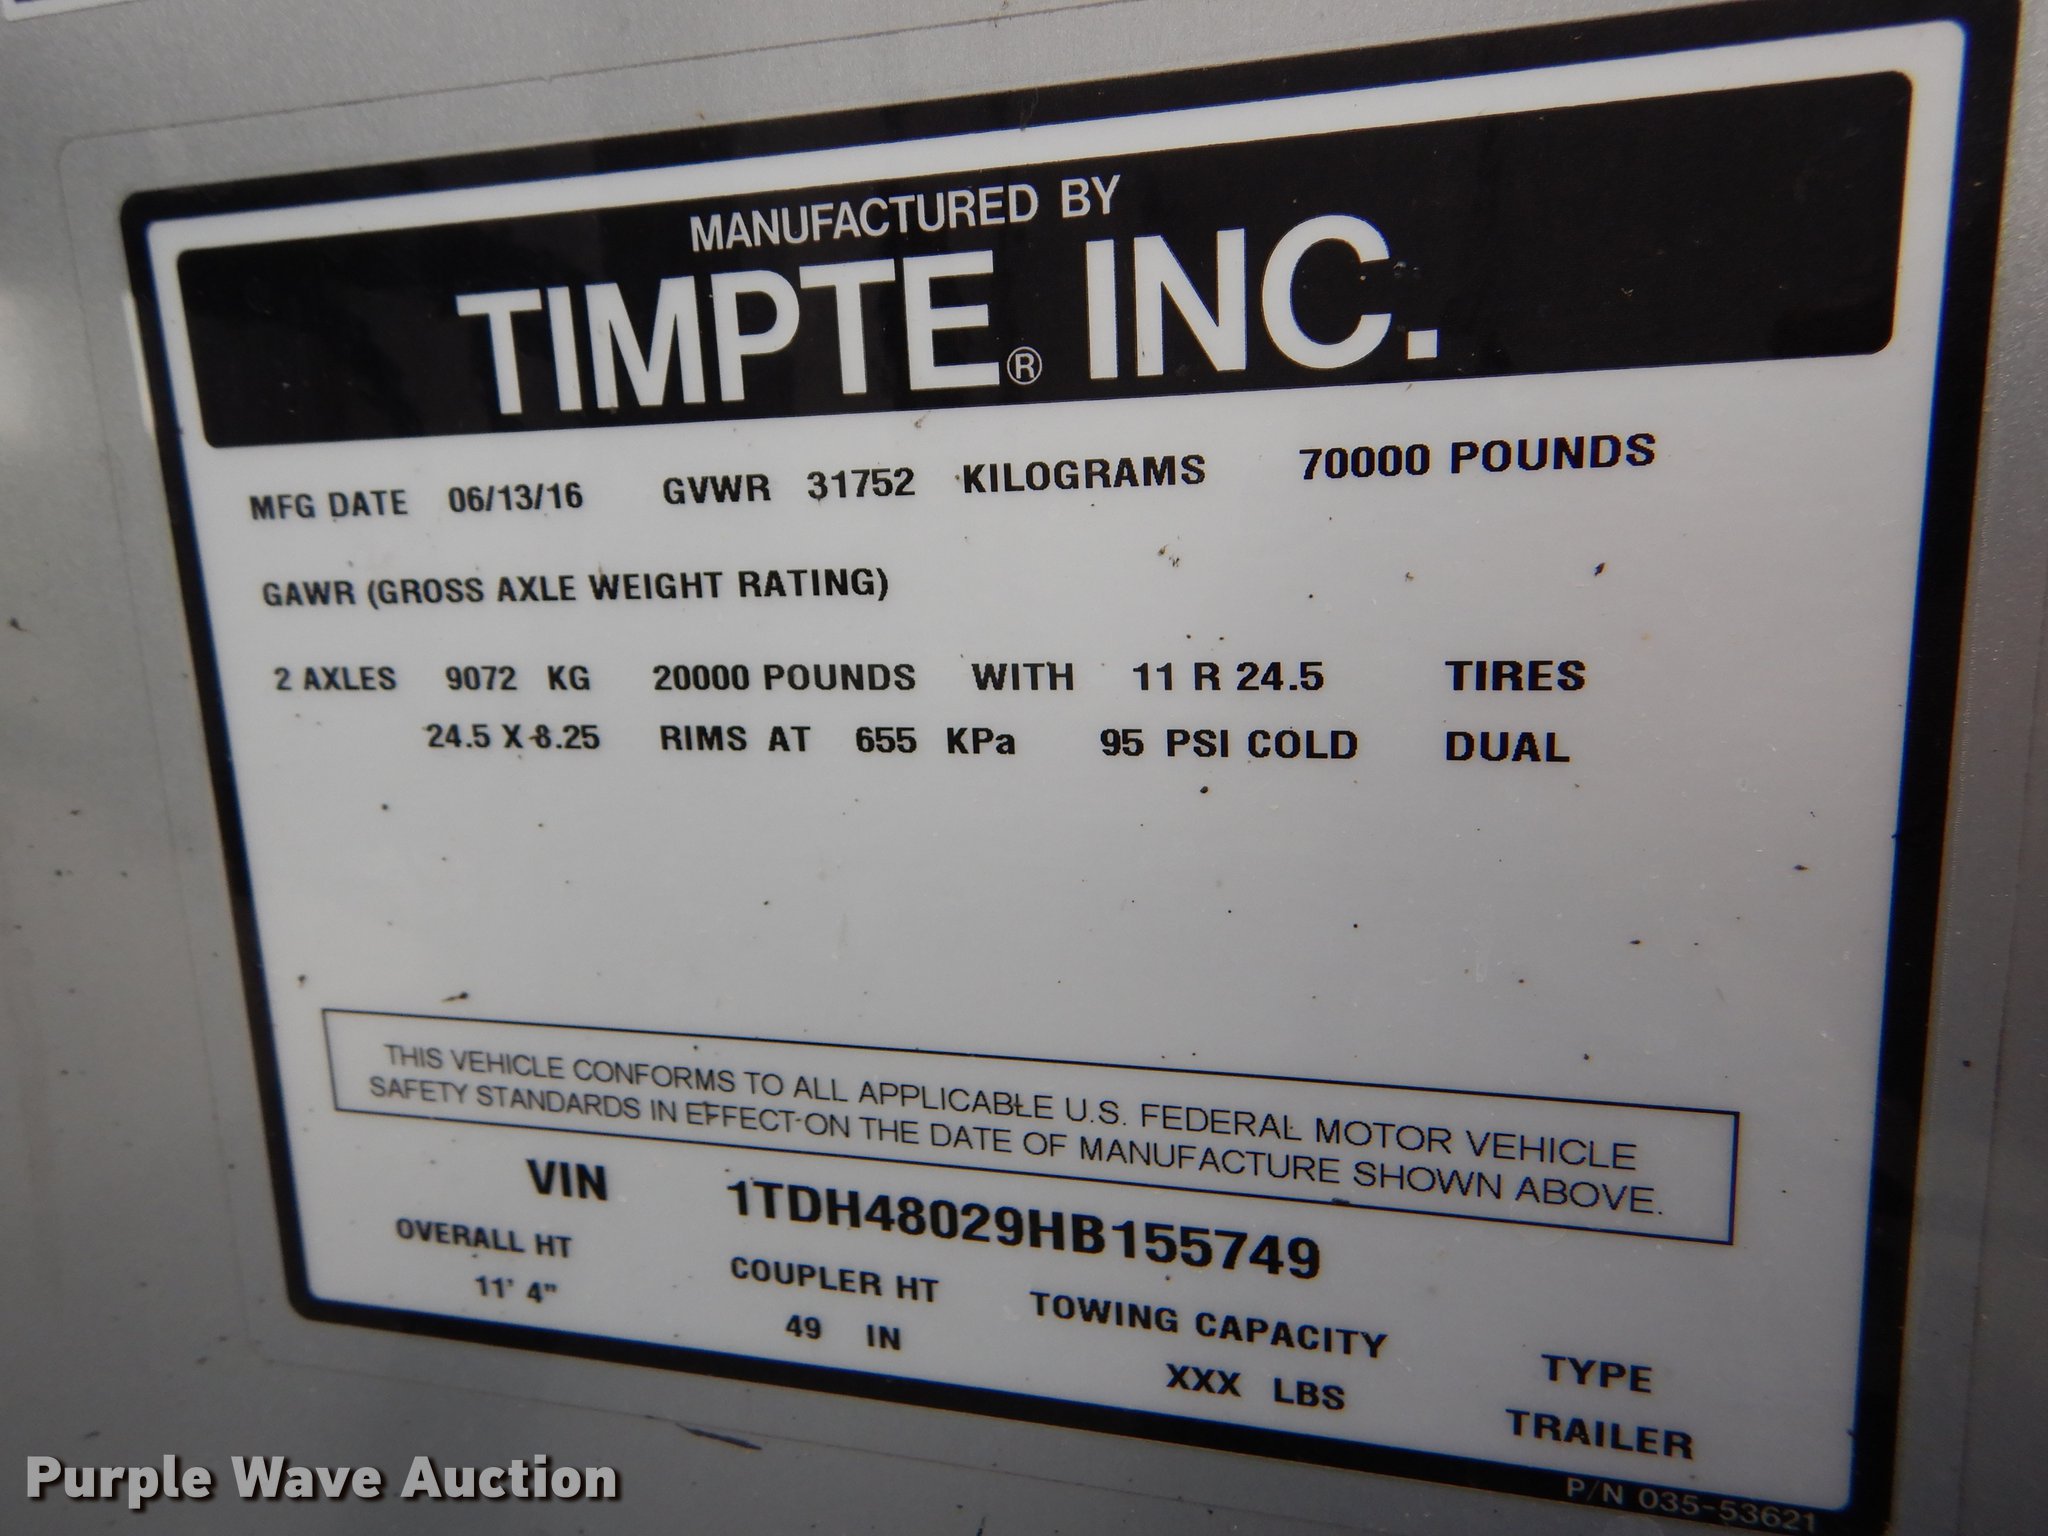 MANUFACTURED BY
TIMPTE® INC.
MFG DATE 06/13/16 GVWR 31752 KILOGRAMS 70000 POUNDS
GAWR (GROSS AXLE WEIGHT RATING)
2 AXLES 9072 KG 20000 POUNDS WITH 11 R 24.5 TIRES
24.5 X 8.25 RIMS AT 655 KPa 95 PSI COLD DUAL
THIS VEHICLE CONFORMS TO ALL APPLICABLE U.S. FEDERAL MOTOR VEHICLE
SAFETY STANDARDS IN EFFECT ON THE DATE OF MANUFACTURE SHOWN ABOVE.
VIN 1TDH48029HB155749
OVERALL HT COUPLER HT TOWING CAPACITY TYPE
11' 4" 49 IN XXX LBS TRAILER
P/N 035-53621
Purple Wave Auction